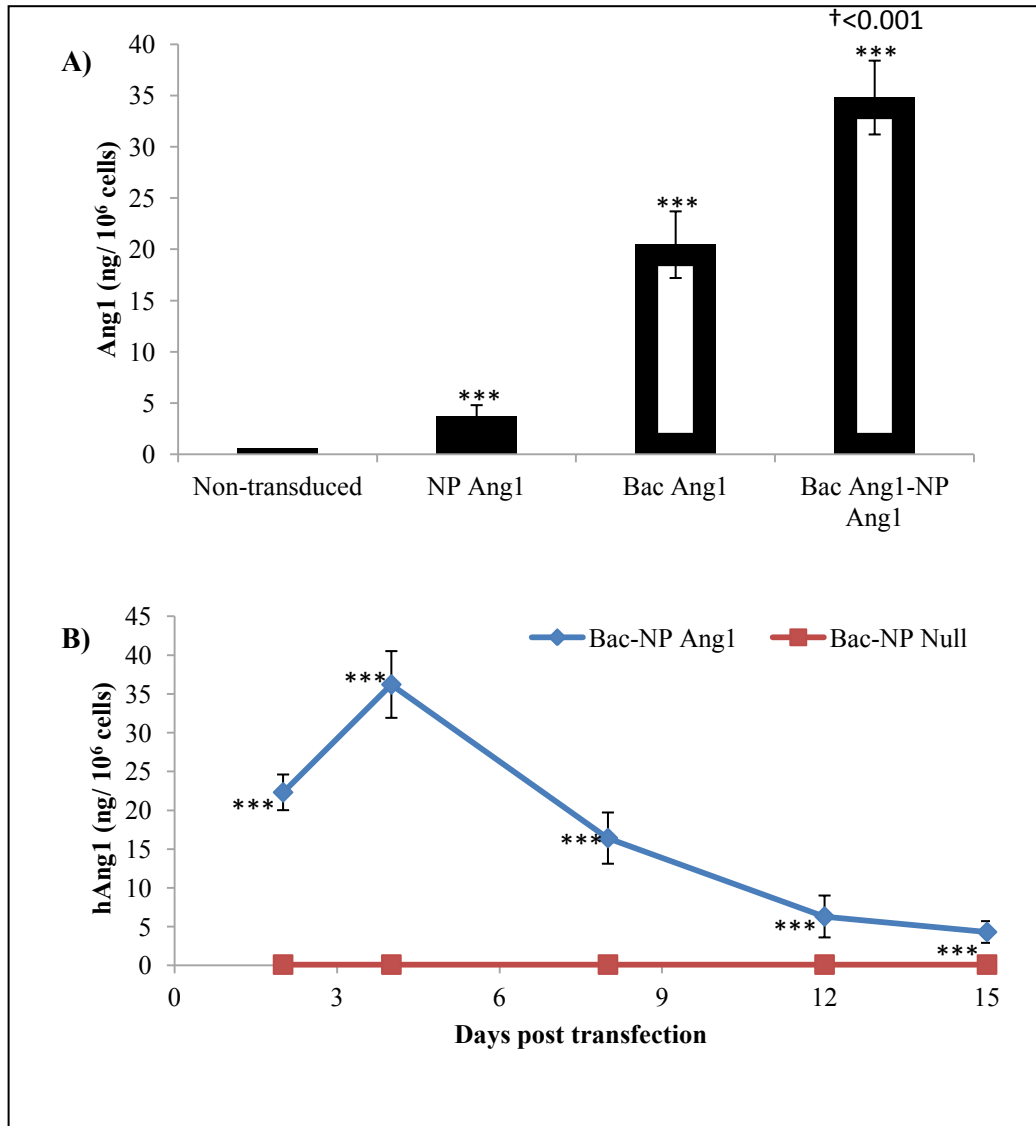 A)
†<0.001
***
***
***
40
35
30
25
20
15
10
5
0
Ang1 (ng/ 10⁶ cells)
Non-transduced
NP Ang1
Bac Ang1
Bac Ang1-NP
Ang1
B)
Bac-NP Ang1
Bac-NP Null
45
40
35
30
25
20
15
10
5
0
hAng1 (ng/ 10⁶ cells)
***
***
***
***
***
0
3
6
9
12
15
Days post transfection